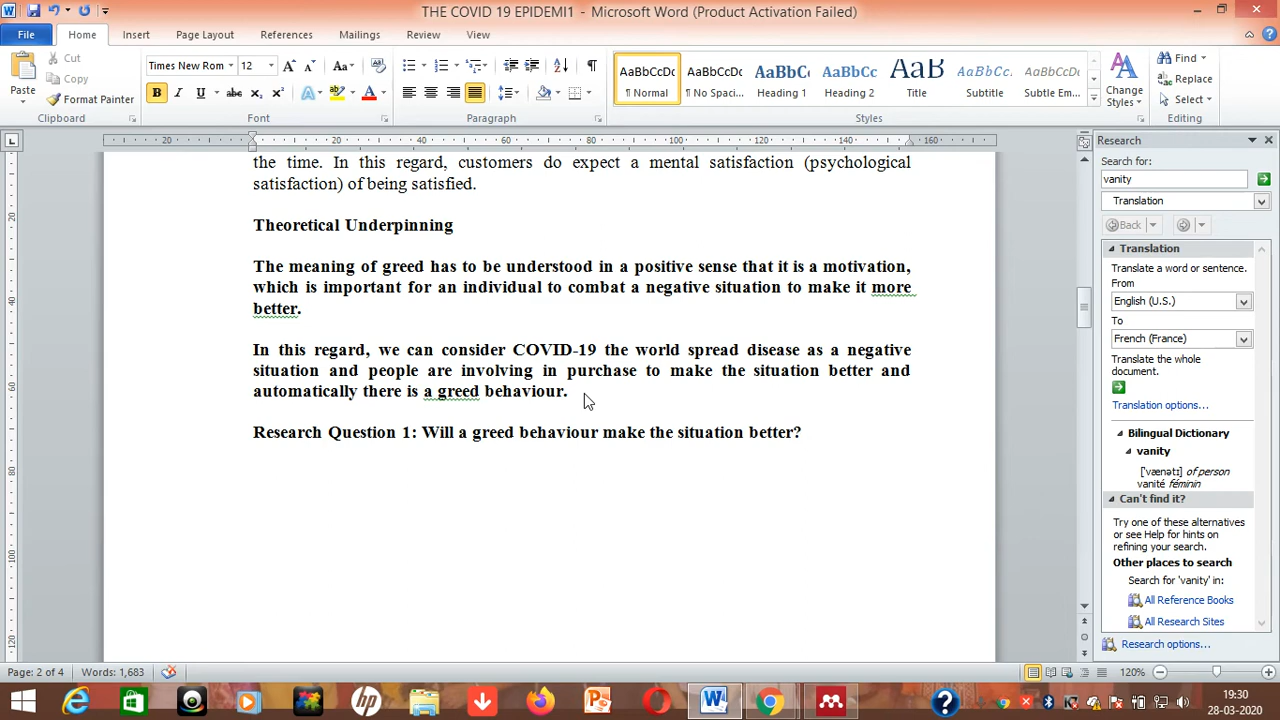 THE COVID 19 EPIDEMI1 - Microsoft Word (Product Activation Failed)
File Home Insert Page Layout References Mailings Review View
Paste
Cut
Copy
Format Painter
Clipboard
Times New Rom 12
Font
Paragraph
AaBbCcDc AaBbCcDc AaBbC AaBbCc AaB AaBbCc. AaBbCcDc
¶ Normal ¶ No Spaci... Heading 1 Heading 2 Title Subtitle Subtle Em...
Styles
Change Styles
Find
Replace
Select
Editing
20 20 40 60 80 100 120 140 160
the time. In this regard, customers do expect a mental satisfaction (psychological
satisfaction) of being satisfied.
Theoretical Underpinning
The meaning of greed has to be understood in a positive sense that it is a motivation,
which is important for an individual to combat a negative situation to make it more
better.
In this regard, we can consider COVID-19 the world spread disease as a negative
situation and people are involving in purchase to make the situation better and
automatically there is a greed behaviour.
Research Question 1: Will a greed behaviour make the situation better?
Research
Search for:
vanity
Translation
Back
Translation
Translate a word or sentence.
From
English (U.S.)
To
French (France)
Translate the whole
document.
Translation options...
Bilingual Dictionary
vanity
['vænətɪ] of person
vanité féminin
Can't find it?
Try one of these alternatives
or see Help for hints on
refining your search.
Other places to search
Search for 'vanity' in:
All Reference Books
All Research Sites
Research options...
Page: 2 of 4 Words: 1,683 120%
19:30
28-03-2020